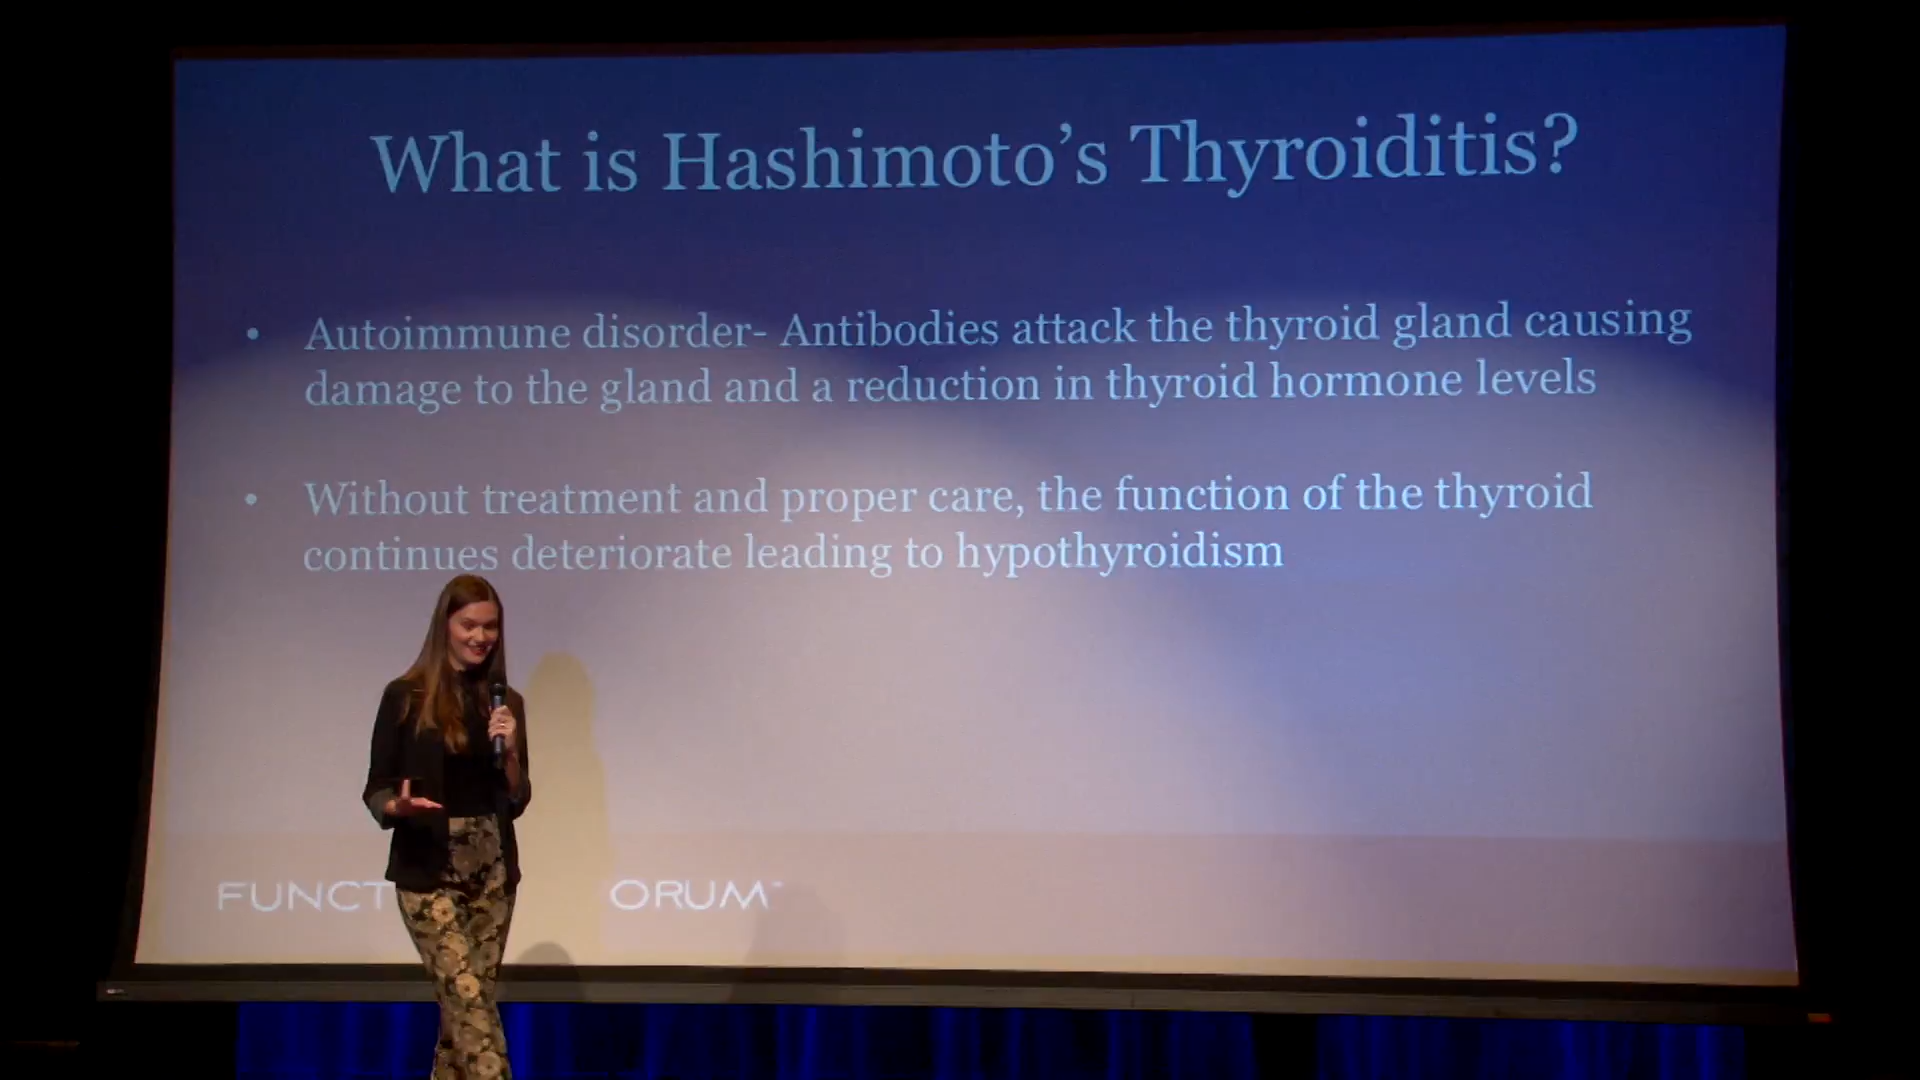 What is Hashimoto's Thyroiditis?
• Autoimmune disorder- Antibodies attack the thyroid gland causing
damage to the gland and a reduction in thyroid hormone levels
• Without treatment and proper care, the function of the thyroid
continues deteriorate leading to hypothyroidism
FUNCT ORUM™